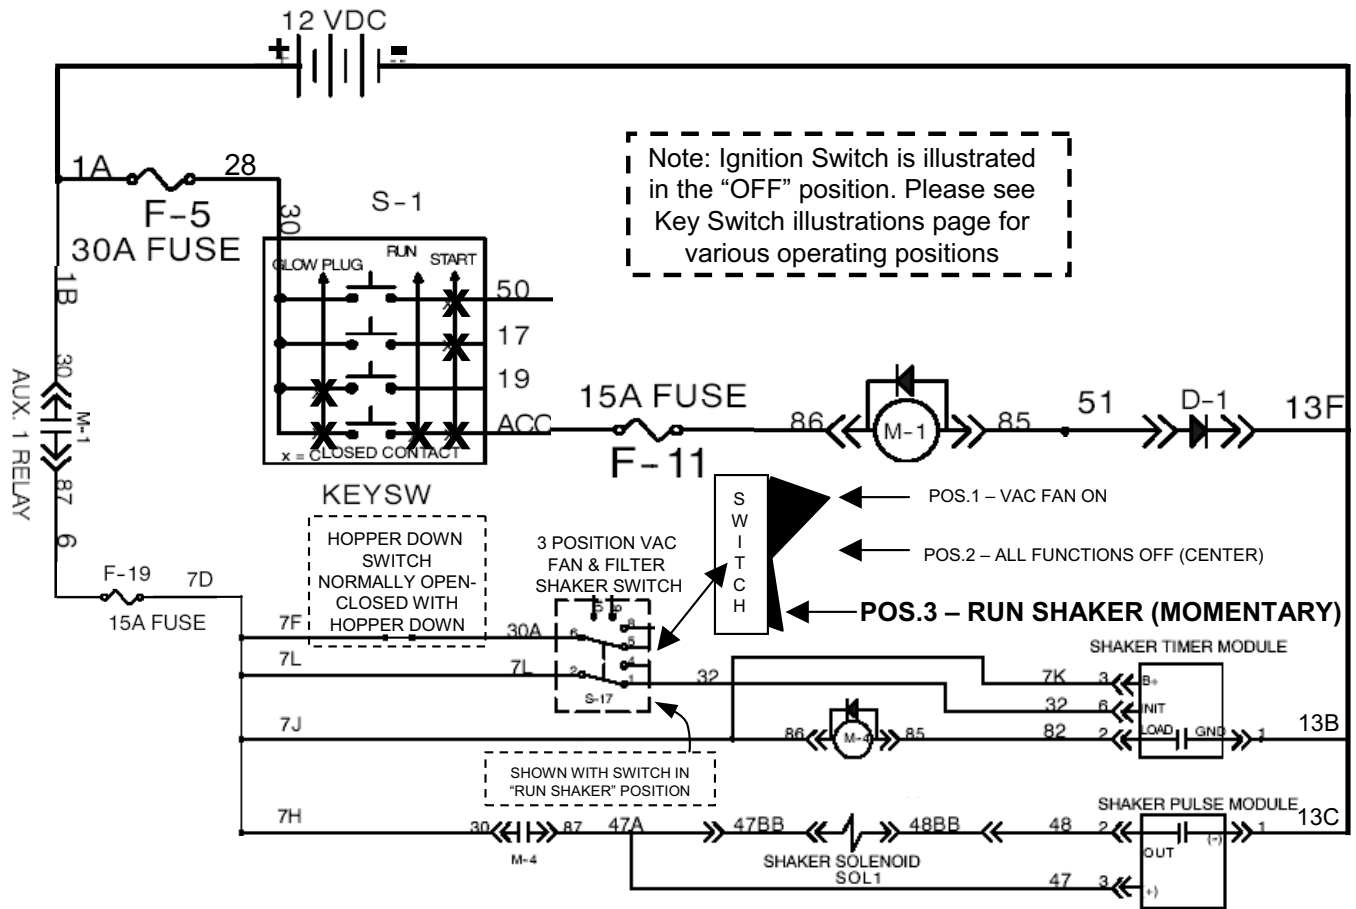 12 VDC
+
-
1A
28
F-5
30A FUSE
30
S-1
Note: Ignition Switch is illustrated
in the “OFF” position. Please see
Key Switch illustrations page for
various operating positions
GLOW PLUG
RUN
START
50
17
19
ACC
x = CLOSED CONTACT
KEYSW
1B
30
M-1
87
AUX. 1 RELAY
6
15A FUSE
F-11
86
M-1
85
51
D-1
13F
S
W
I
T
C
H
POS.1 – VAC FAN ON
POS.2 – ALL FUNCTIONS OFF (CENTER)
POS.3 – RUN SHAKER (MOMENTARY)
HOPPER DOWN
SWITCH
NORMALLY OPEN-
CLOSED WITH
HOPPER DOWN
3 POSITION VAC
FAN & FILTER
SHAKER SWITCH
F-19
15A FUSE
7D
7F
30A
6
8
5
7L
7L
2
4
1
S-17
32
SHAKER TIMER MODULE
7K
3
B+
32
6
INIT
7J
86
M-4
85
82
2
LOAD
GND
1
13B
SHOWN WITH SWITCH IN
“RUN SHAKER” POSITION
7H
30
M-4
87
47A
47BB
48BB
48
2
SHAKER SOLENOID
SOL1
SHAKER PULSE MODULE
OUT
(-)
1
13C
47
3
+)